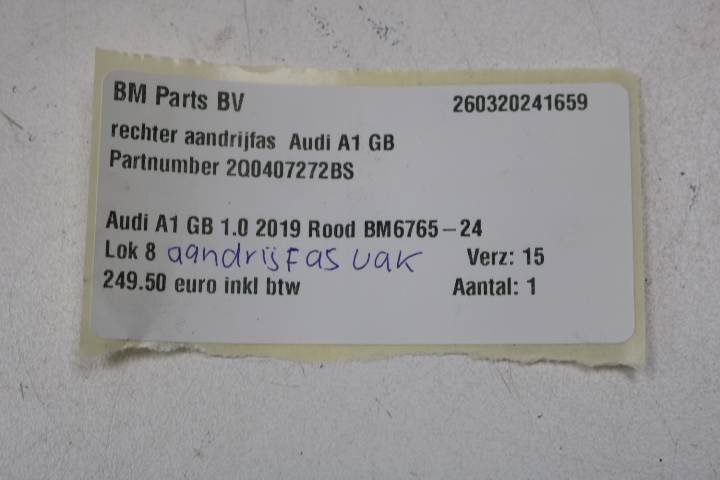 BM Parts BV 260320241659
rechter aandrijfas Audi A1 GB
Partnumber 2Q0407272BS
Audi A1 GB 1.0 2019 Rood BM6765-24
Lok 8 aandrijfas vak Verz: 15
249.50 euro inkl btw Aantal: 1